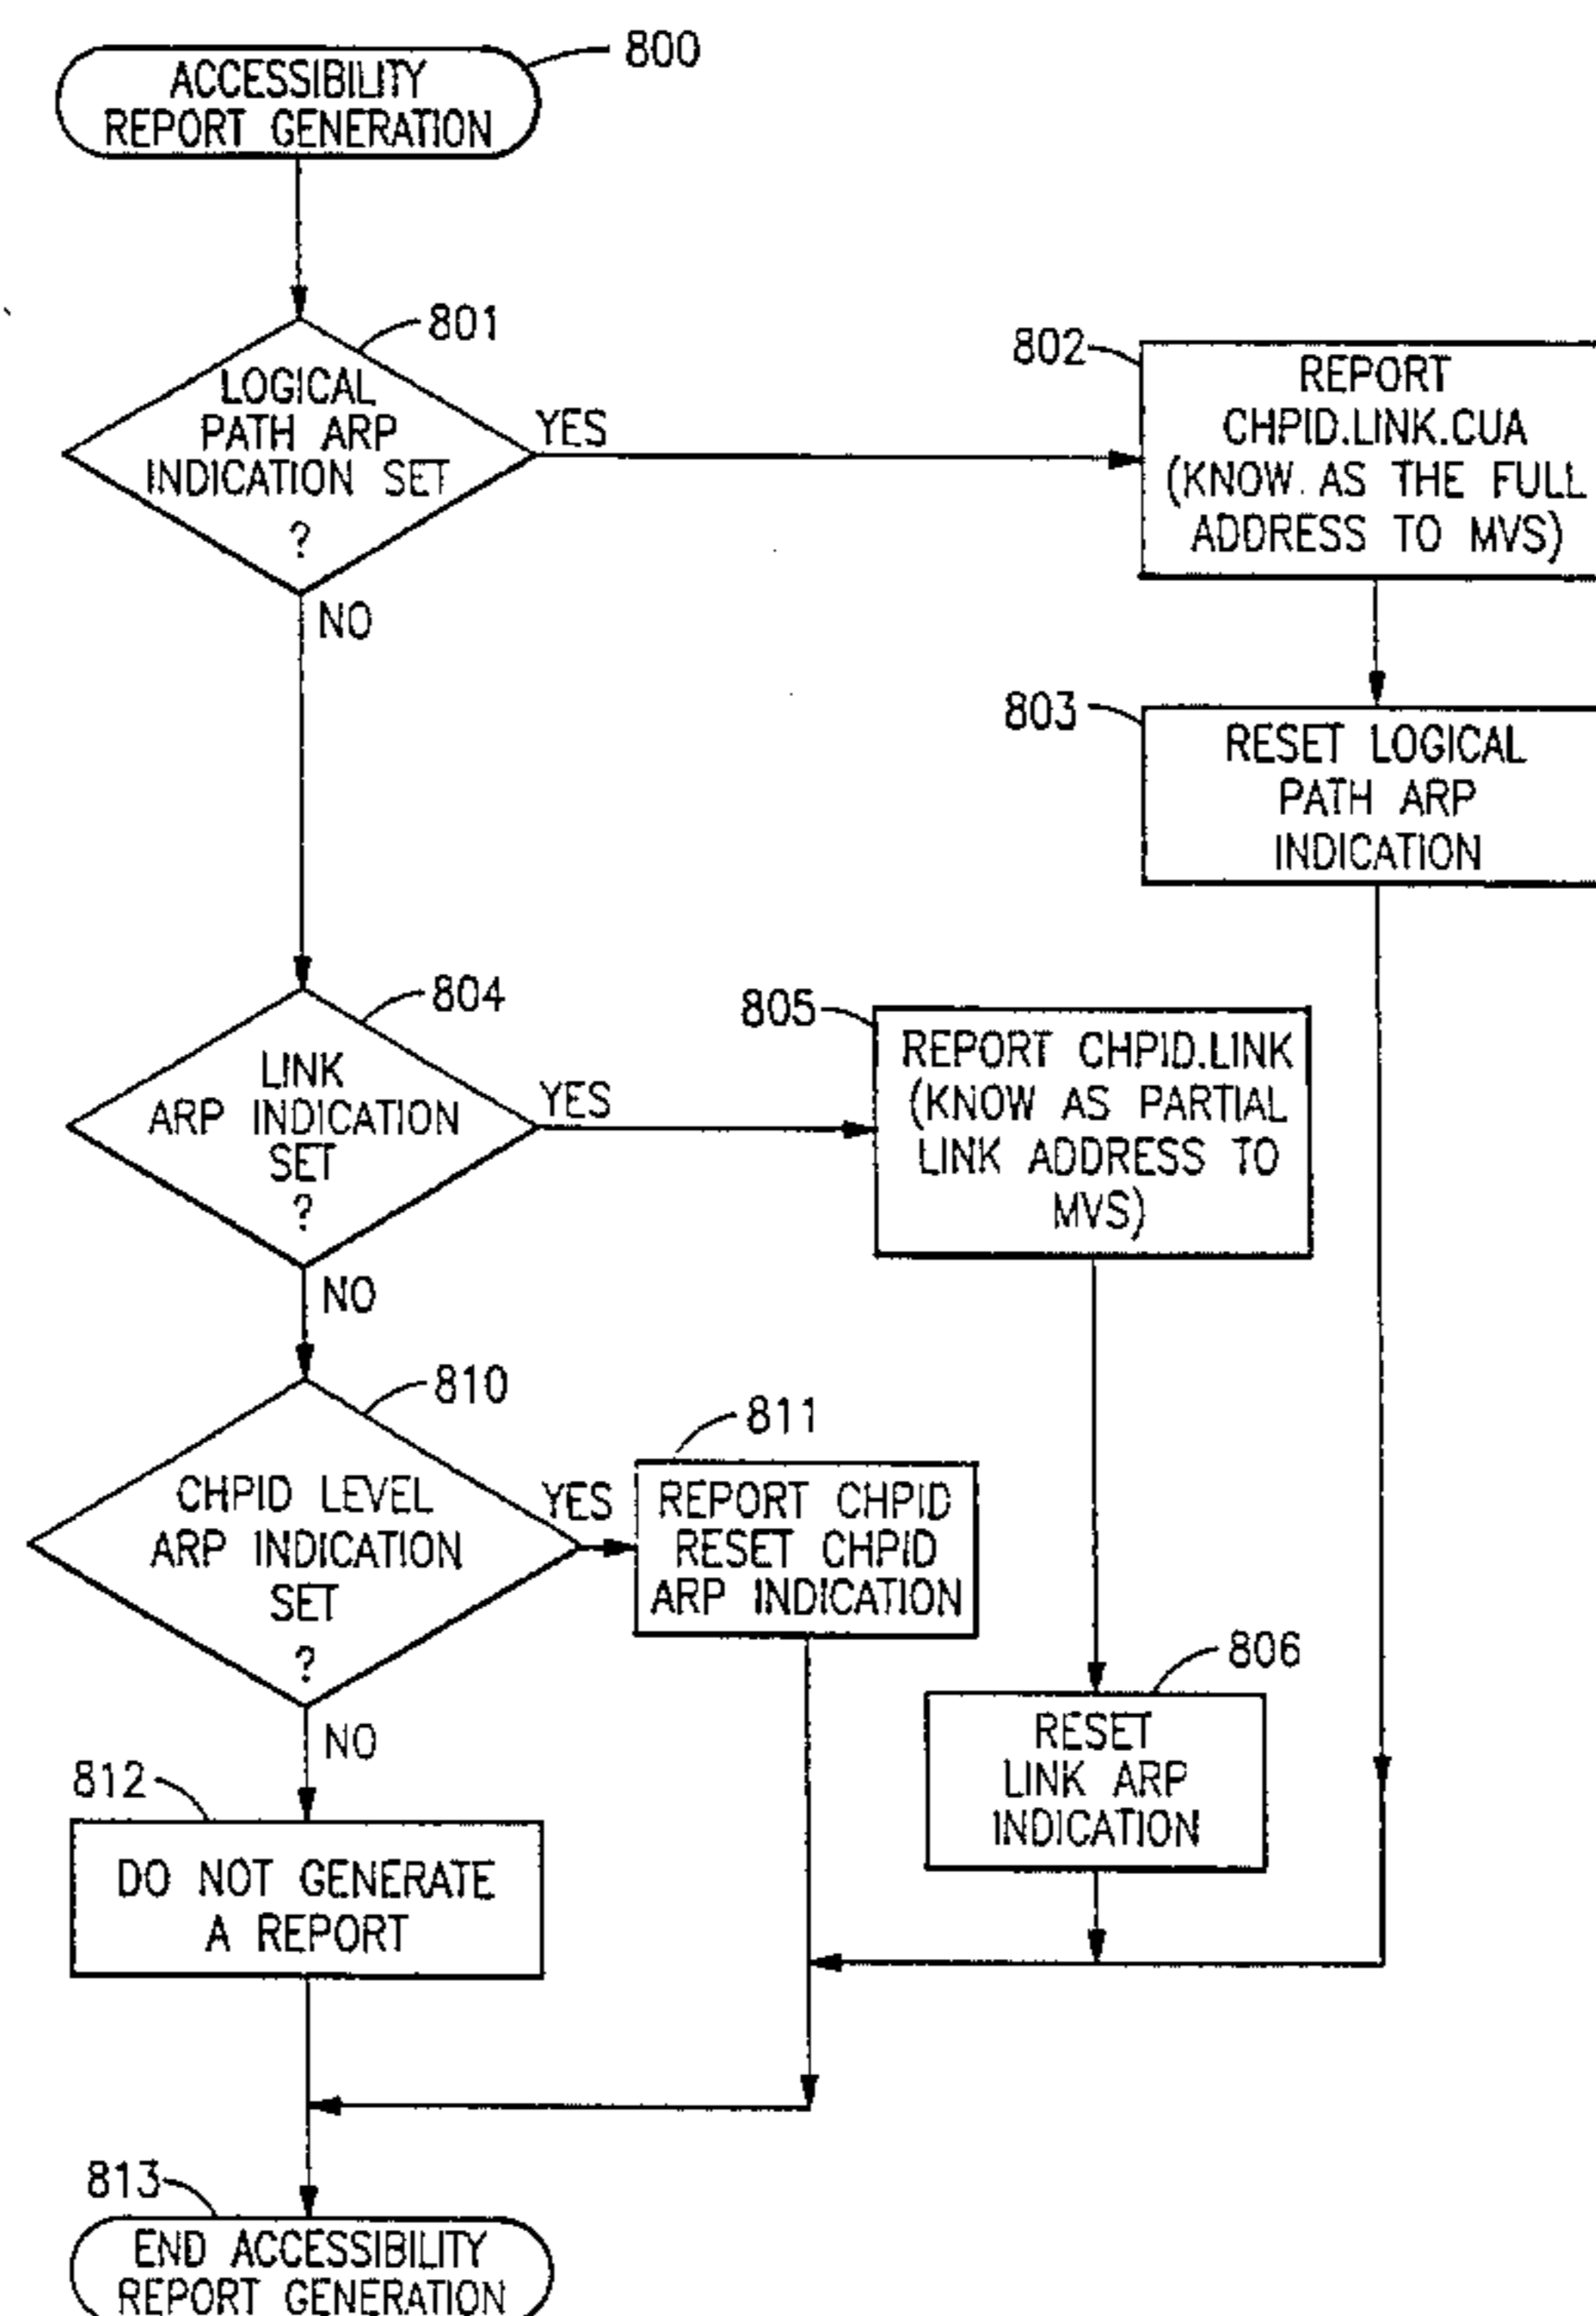 800
ACCESSIBILITY
REPORT GENERATION
801
LOGICAL
PATH ARP
INDICATION SET
?
YES
NO
802
REPORT
CHPID.LINK.CUA
(KNOW AS THE FULL
ADDRESS TO MVS)
803
RESET LOGICAL
PATH ARP
INDICATION
804
LINK
ARP INDICATION
SET
?
YES
NO
805
REPORT CHPID.LINK
(KNOW AS PARTIAL
LINK ADDRESS TO
MVS)
810
CHPID LEVEL
ARP INDICATION
SET
?
YES
NO
811
REPORT CHPID
RESET CHPID
ARP INDICATION
806
RESET
LINK ARP
INDICATION
812
DO NOT GENERATE
A REPORT
813
END ACCESSIBILITY
REPORT GENERATION